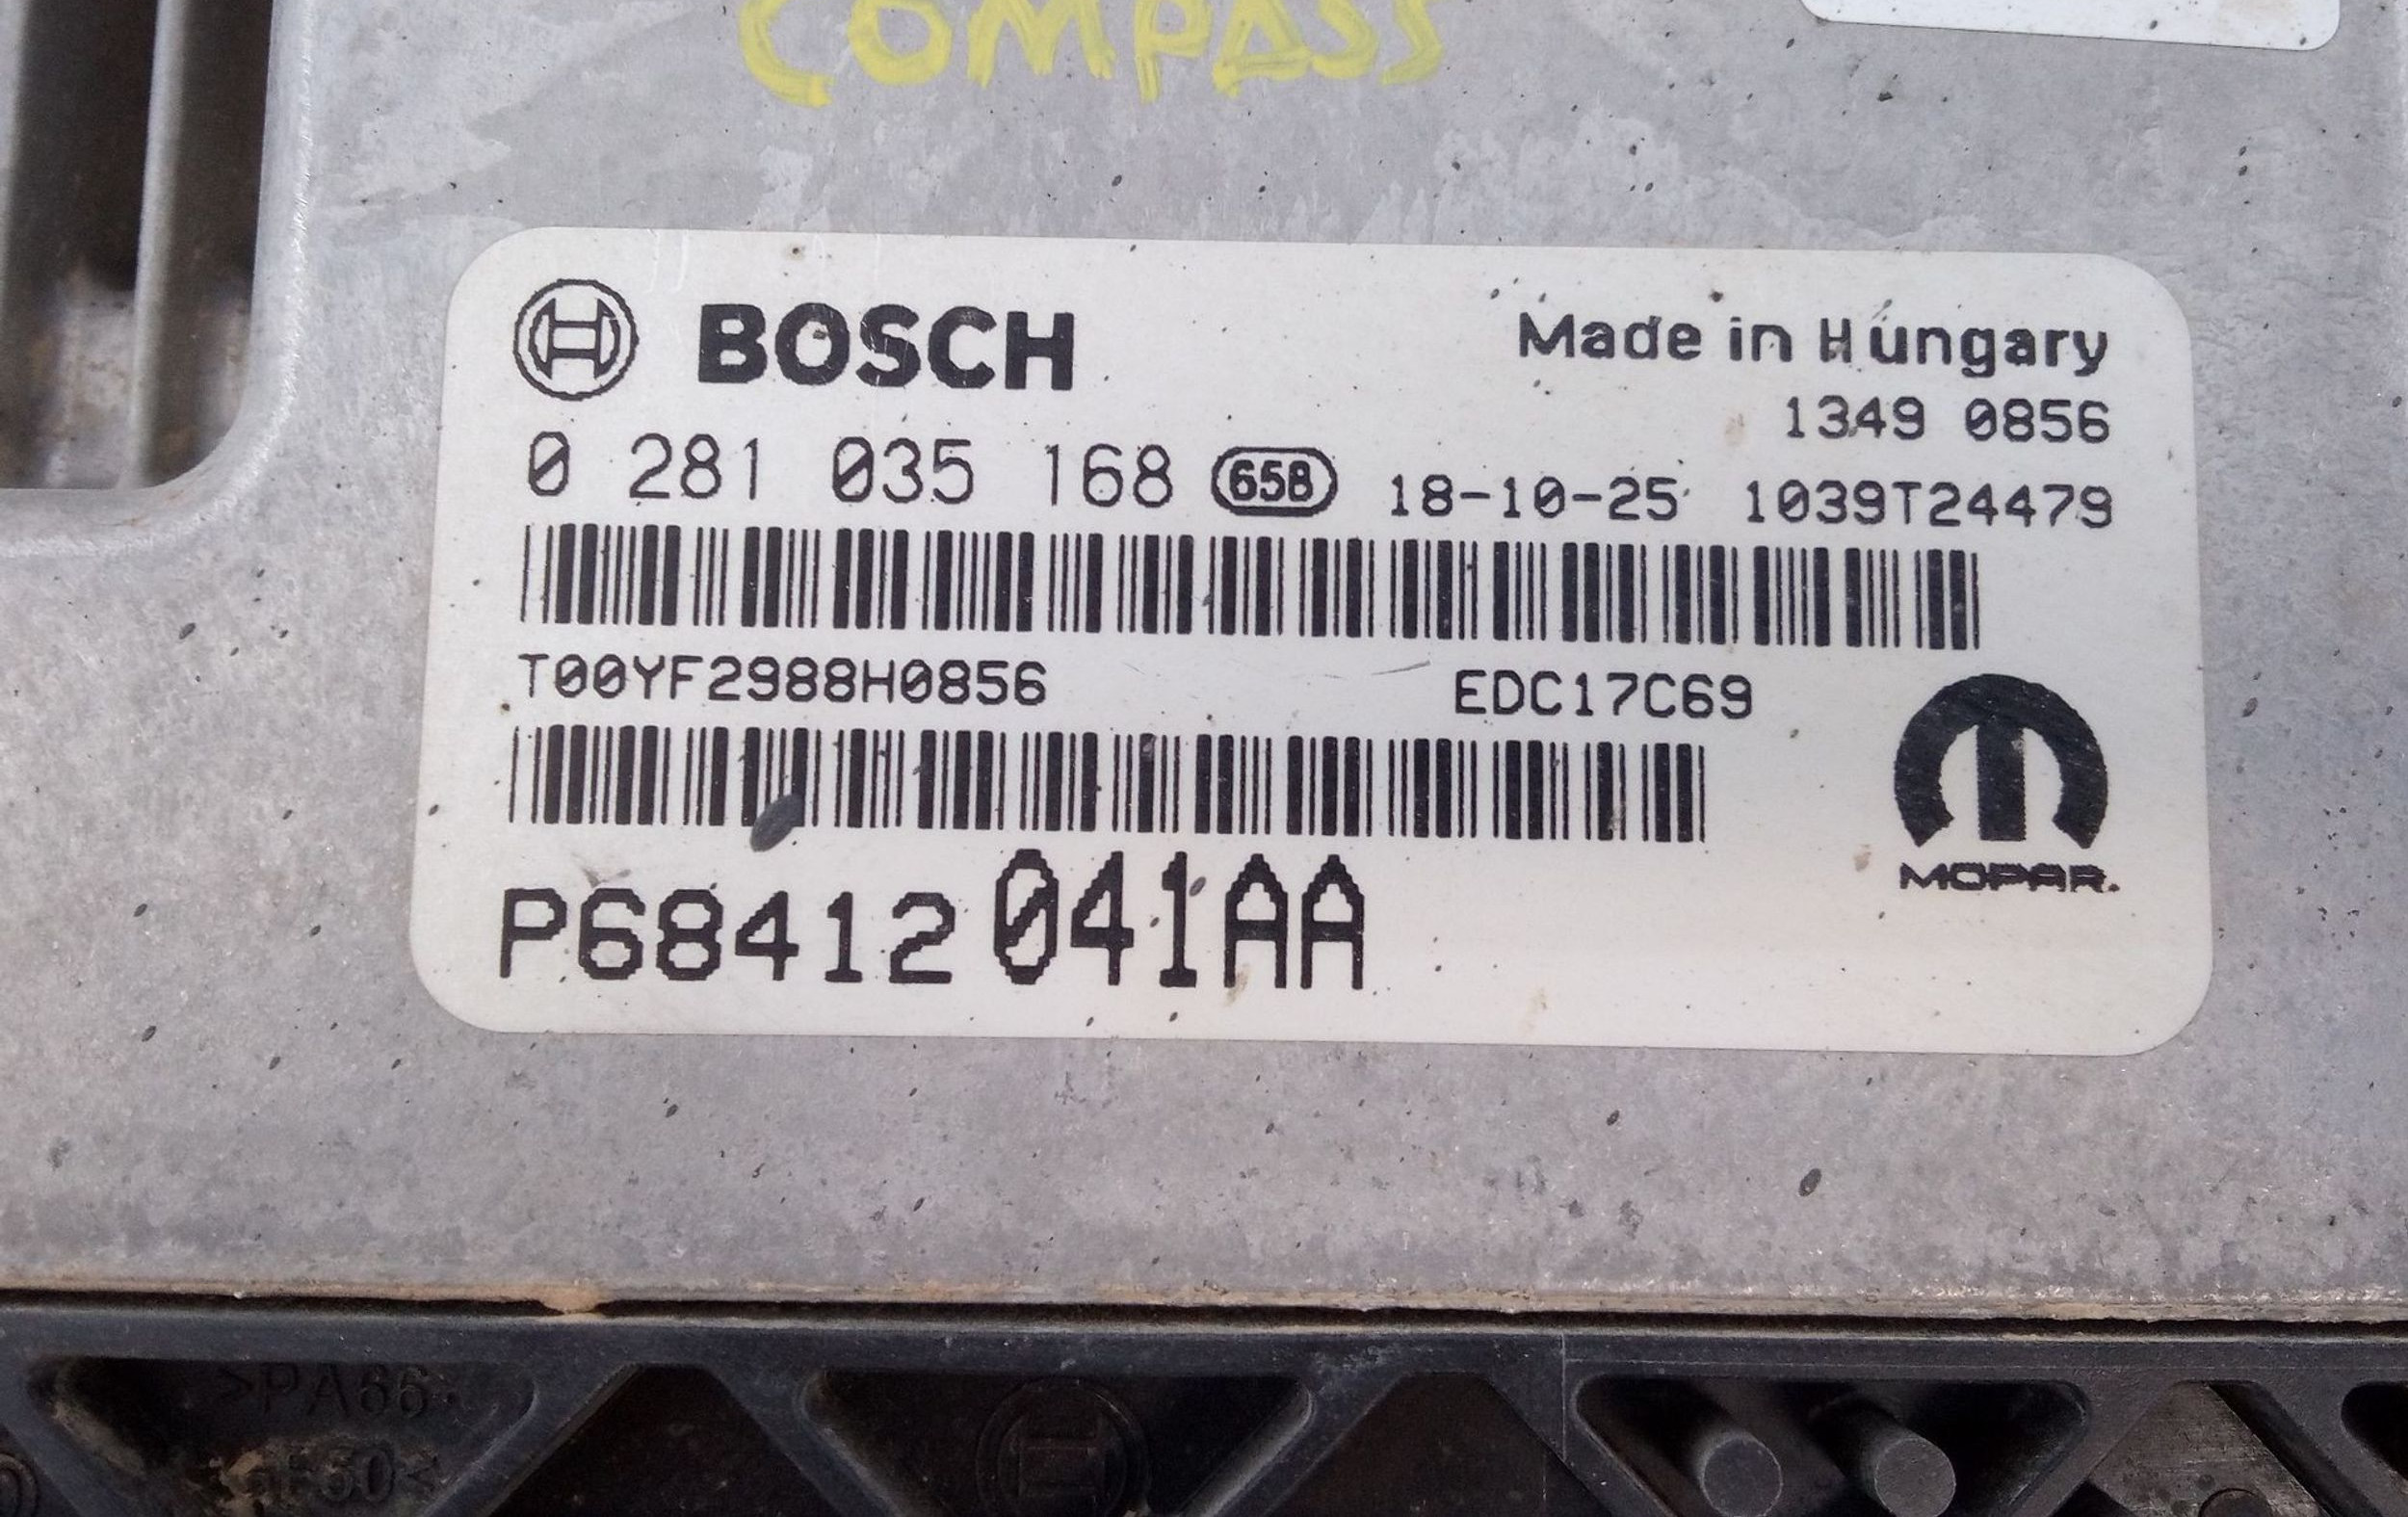 COMPASS
BOSCH Made in Hungary
1349 0856
0 281 035 168 658 18-10-25 1039T24479
T00YF2988H0856 EDC17C69
MOPAR.
P68412041AA
>PA66